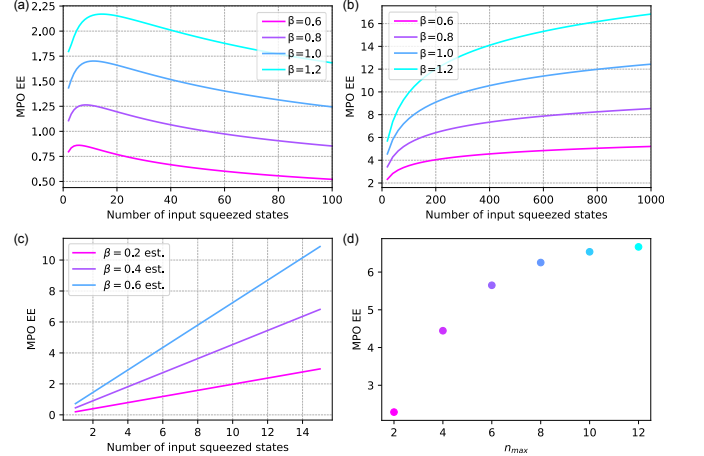 (a)
2.25
2.00
1.75
1.50
1.25
1.00
0.75
0.50
MPO EE
β=0.6
β=0.8
β=1.0
β=1.2
0 20 40 60 80 100
Number of input squeezed states
(b)
16
14
12
10
8
6
4
2
MPO EE
β=0.6
β=0.8
β=1.0
β=1.2
0 200 400 600 800 1000
Number of input squeezed states
(c)
10
8
6
4
2
0
MPO EE
β = 0.2 est.
β = 0.4 est.
β = 0.6 est.
2 4 6 8 10 12 14
Number of input squeezed states
(d)
6
5
4
3
MPO EE
2 4 6 8 10 12
n_max